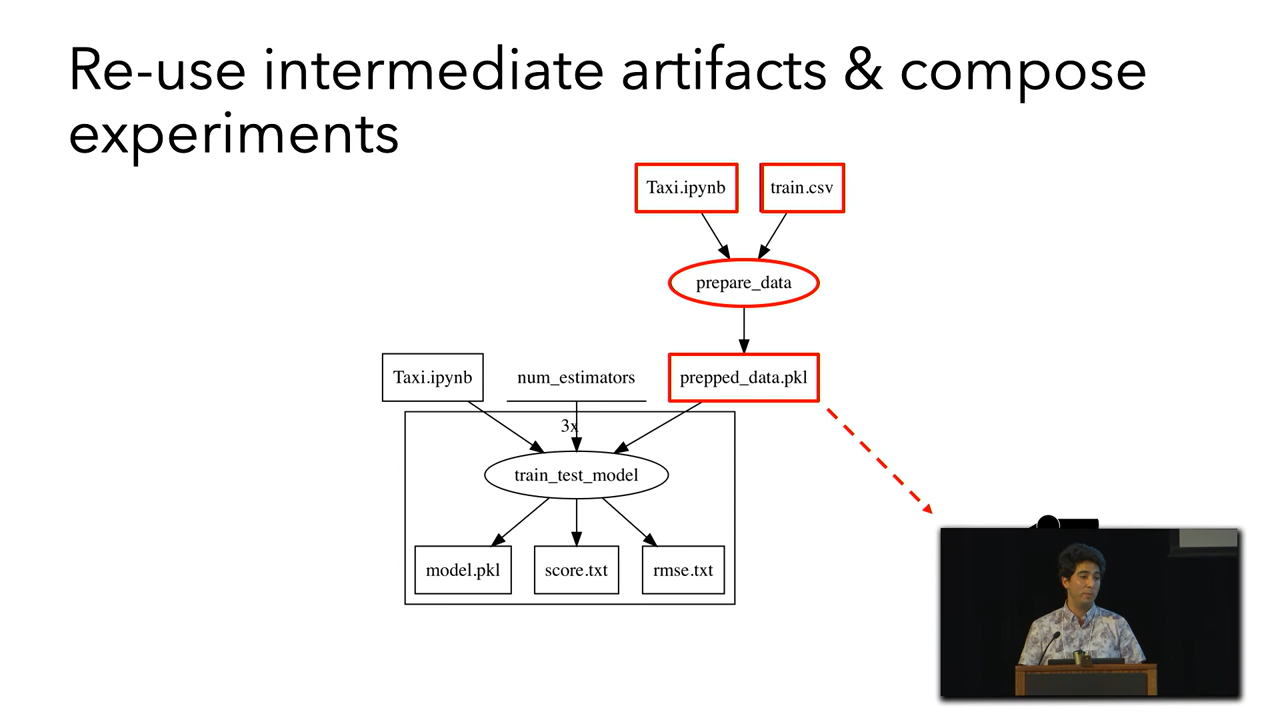 Re-use intermediate artifacts & compose
experiments
Taxi.ipynb
train.csv
prepare_data
Taxi.ipynb
num_estimators
prepped_data.pkl
3x
train_test_model
model.pkl
score.txt
rmse.txt